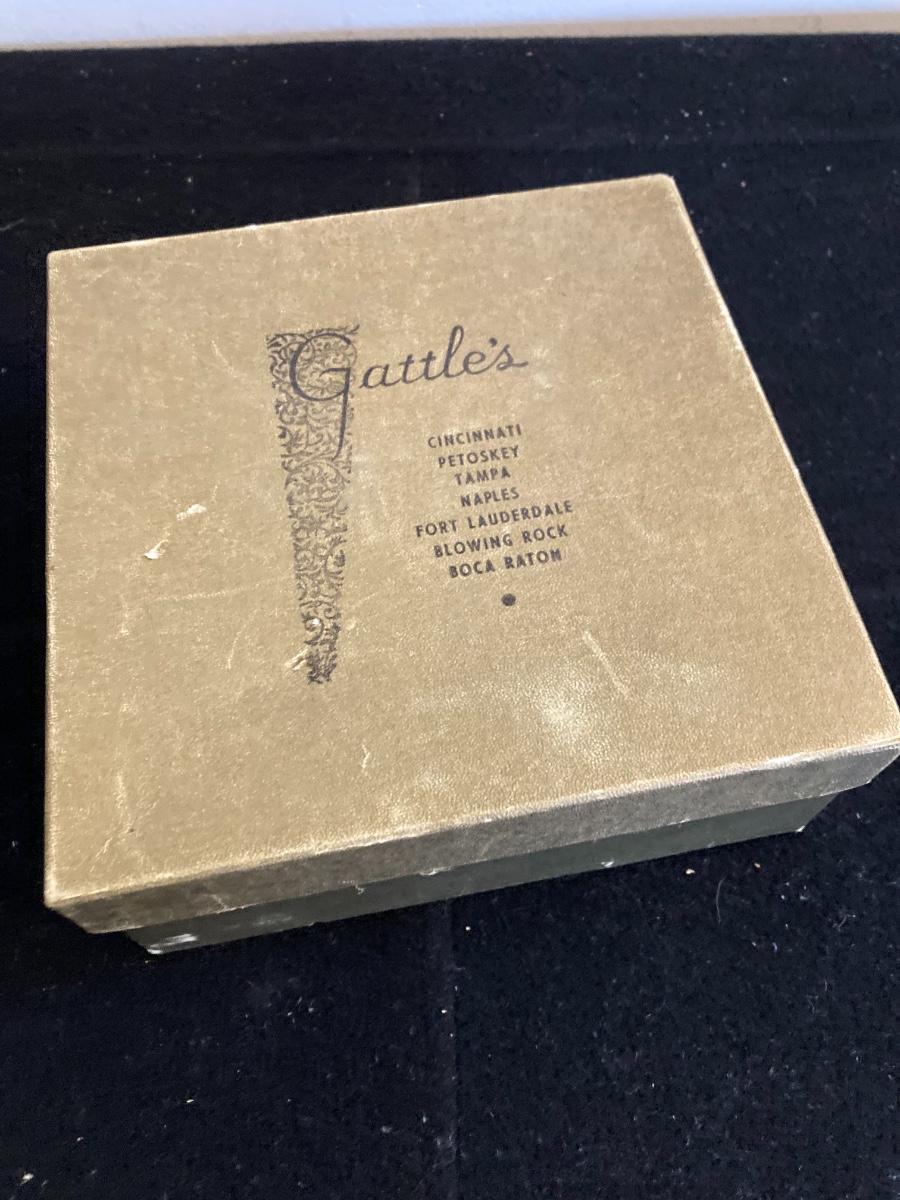 Gattle's
CINCINNATI
PETOSKEY
TAMPA
NAPLES
FORT LAUDERDALE
BLOWING ROCK
BOCA RATON